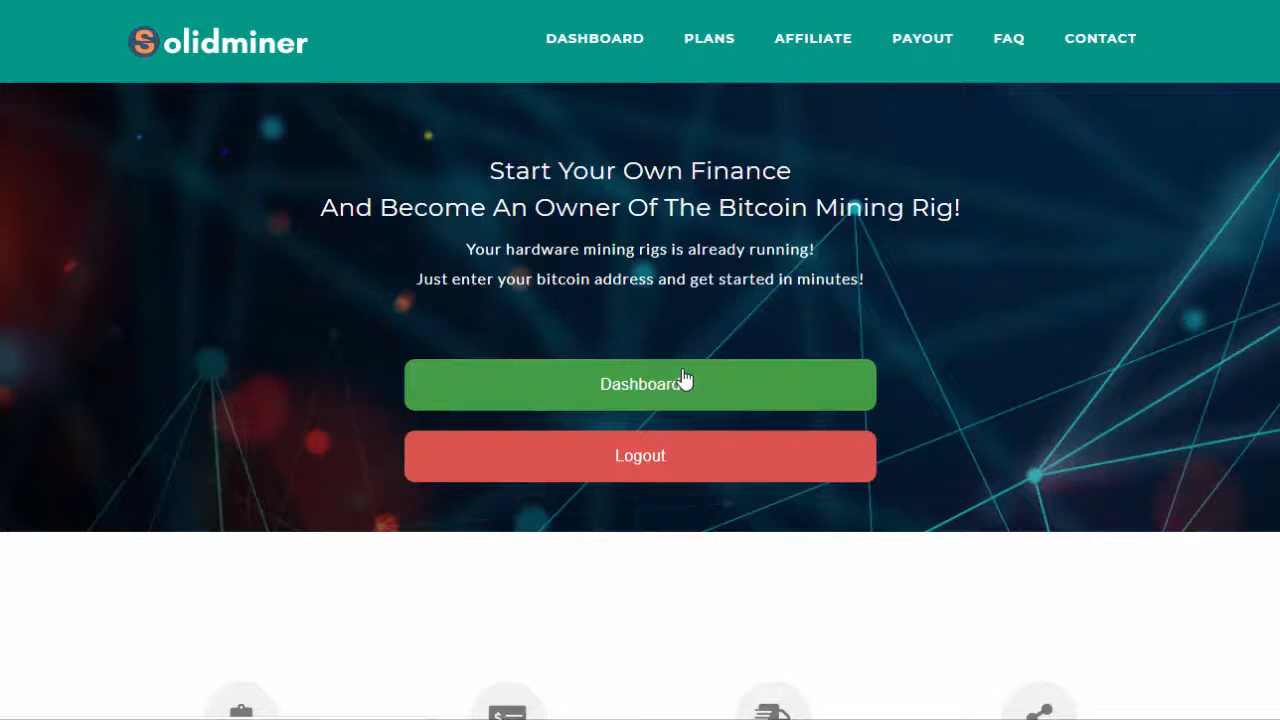 Solidminer
DASHBOARD PLANS AFFILIATE PAYOUT FAQ CONTACT
Start Your Own Finance
And Become An Owner Of The Bitcoin Mining Rig!
Your hardware mining rigs is already running!
Just enter your bitcoin address and get started in minutes!
Dashboard
Logout